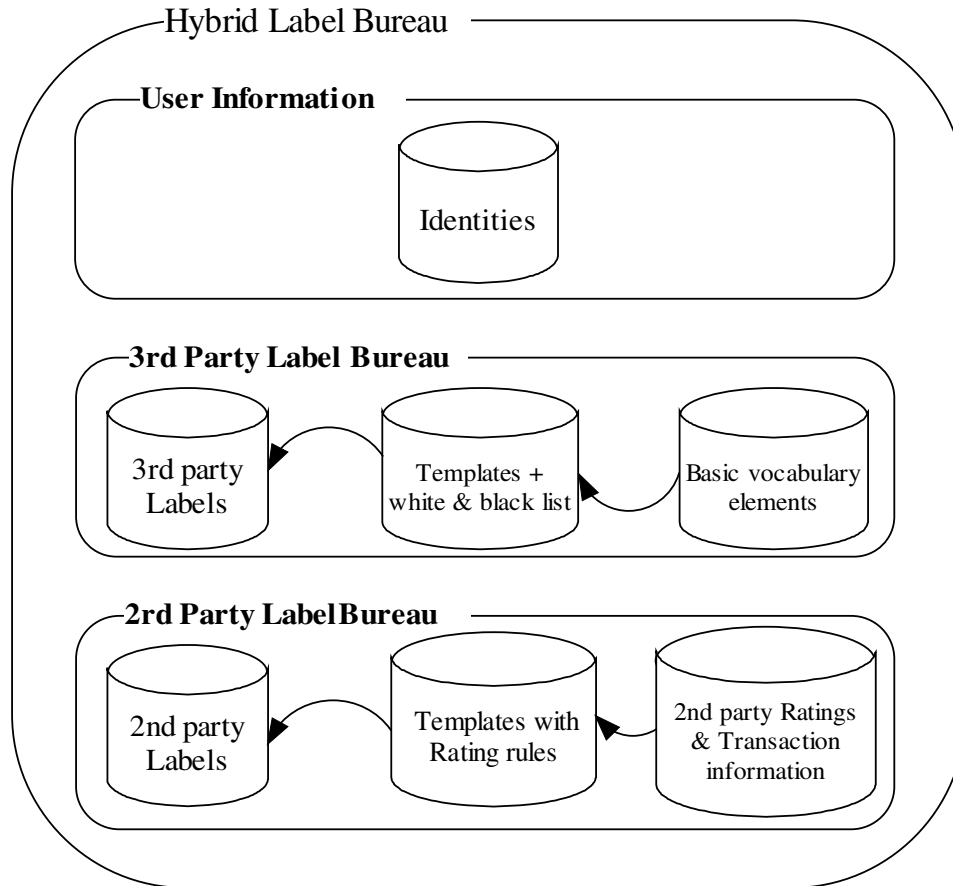 Hybrid Label Bureau
User Information
Identities
3rd Party Label Bureau
3rd party
Labels
Templates +
white & black list
Basic vocabulary
elements
2rd Party LabelBureau
2nd party
Labels
Templates with
Rating rules
2nd party Ratings
& Transaction
information